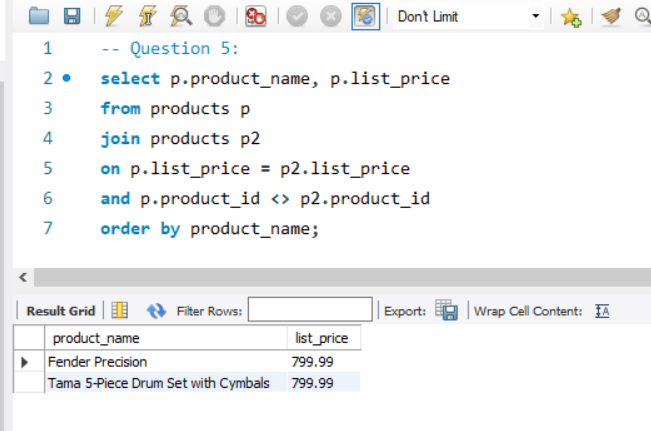 Don't Limit
1 -- Question 5:
2 select p.product_name, p.list_price
3 from products p
4 join products p2
5 on p.list_price = p2.list_price
6 and p.product_id <> p2.product_id
7 order by product_name;
Result Grid Filter Rows: Export: Wrap Cell Content:
product_name list_price
Fender Precision 799.99
Tama 5-Piece Drum Set with Cymbals 799.99